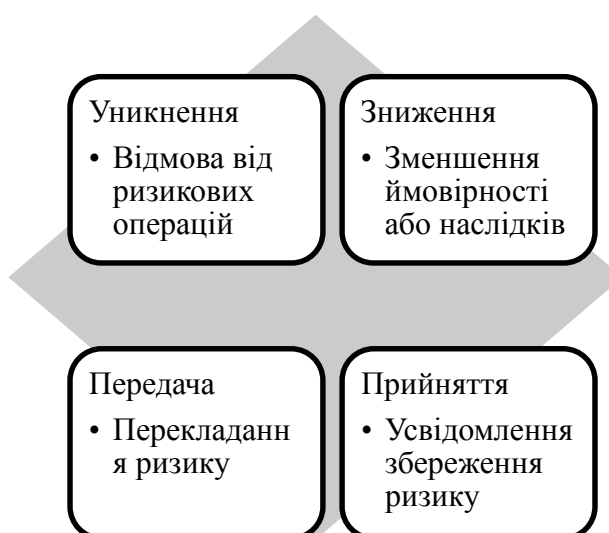 Уникнення
• Відмова від
ризикових
операцій
Зниження
• Зменшення
ймовірності
або наслідків
Передача
• Перекладанн
я ризику
Прийняття
• Усвідомлення
збереження
ризику